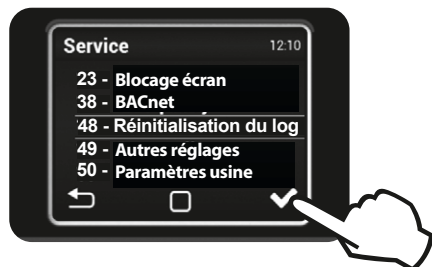 Service 12:10
23 - Blocage écran
38 - BACnet
48 - Réinitialisation du log
49 - Autres réglages
50 - Paramètres usine